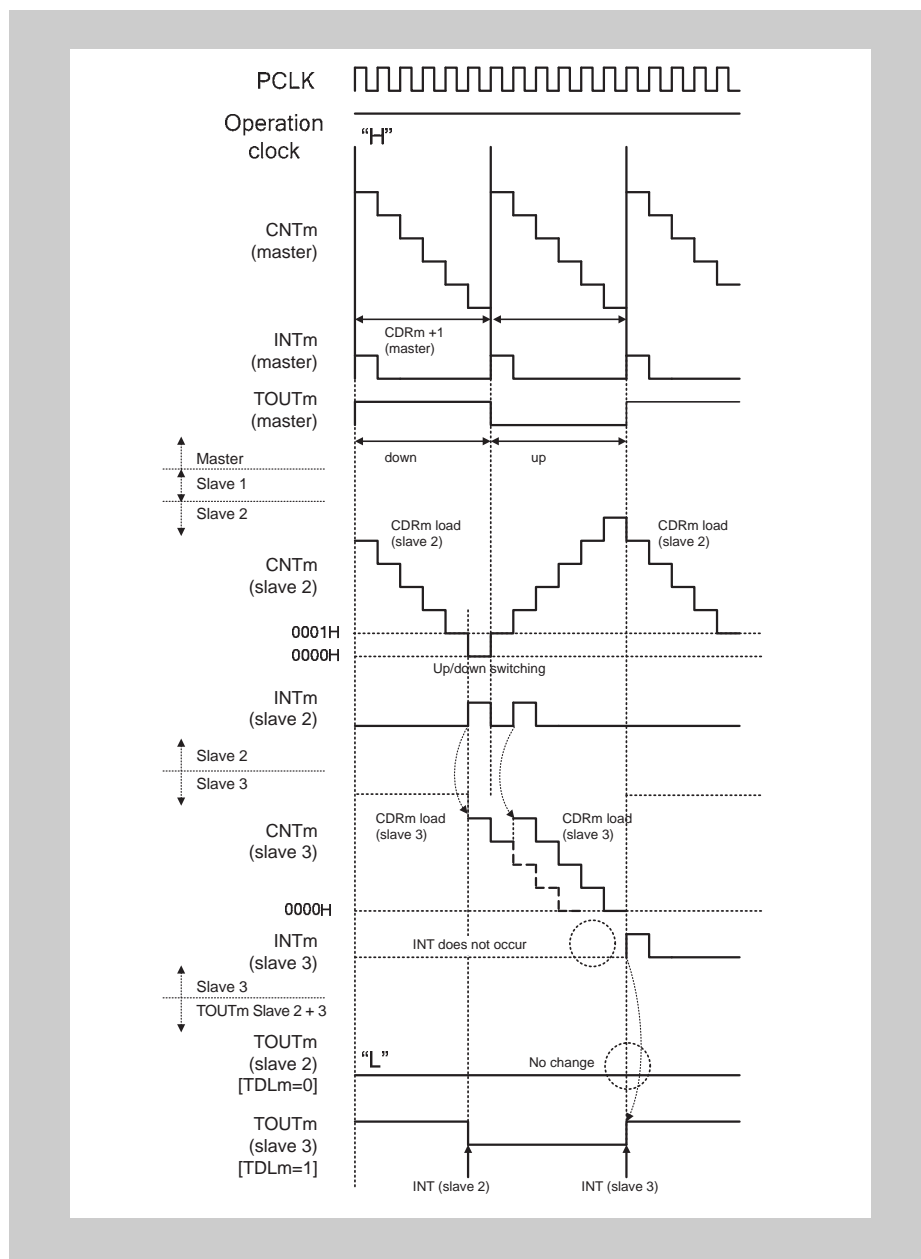 PCLK
Operation
clock
“H”
CNTm
(master)
CDRm +1
(master)
INTm
(master)
TOUTm
(master)
down
up
Master
Slave 1
Slave 2
CDRm load
(slave 2)
CDRm load
(slave 2)
CNTm
(slave 2)
0001H
0000H
Up/down switching
INTm
(slave 2)
Slave 2
Slave 3
CDRm load
(slave 3)
CDRm load
(slave 3)
CNTm
(slave 3)
0000H
INTm
(slave 3)
INT does not occur
Slave 3
TOUTm Slave 2 + 3
TOUTm
(slave 2)
[TDLm=0]
“L”
No change
TOUTm
(slave 3)
[TDLm=1]
INT (slave 2)
INT (slave 3)